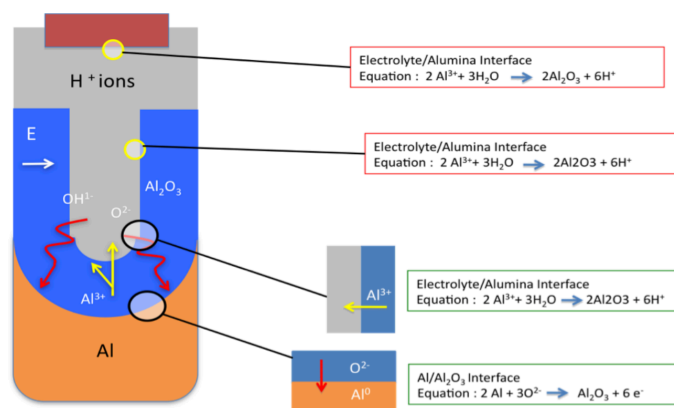 H + ions
E
OH1-
O2-
Al2O3
Al3+
Al
Electrolyte/Alumina Interface
Equation : 2 Al³⁺+ 3H₂O → 2Al₂O₃ + 6H⁺
Electrolyte/Alumina Interface
Equation : 2 Al³⁺+ 3H₂O → 2Al2O3 + 6H⁺
Al³⁺
Electrolyte/Alumina Interface
Equation : 2 Al³⁺+ 3H₂O → 2Al2O3 + 6H⁺
O²⁻
Al⁰
Al/Al₂O₃ Interface
Equation : 2 Al + 3O²⁻ → Al₂O₃ + 6 e⁻